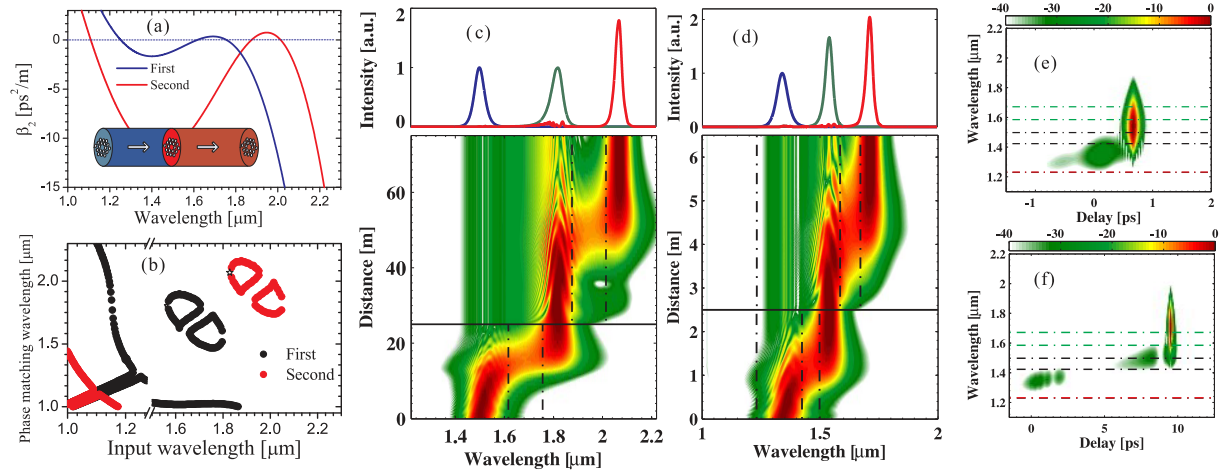 (a)
β2 [ps²/m]
0
-5
-10
-15
First
Second
1.0 1.2 1.4 1.6 1.8 2.0 2.2
Wavelength [μm]
(b)
Phase matching wavelength [μm]
2.0
1.5
1.0
First
Second
1.0 1.2 1.6 1.8 2.0 2.2
Input wavelength [μm]
(c)
Intensity [a.u.]
2
1
0
Distance [m]
60
40
20
0
1.4 1.6 1.8 2 2.2
Wavelength [μm]
(d)
Intensity [a.u.]
2
1
0
Distance [m]
6
5
4
3
2
1
0
1 1.5 2
Wavelength [μm]
-40 -30 -20 -10 0
(e)
Wavelength [μm]
2.0
1.8
1.6
1.4
1.2
-1 0 1 2
Delay [ps]
-40 -30 -20 -10 0
(f)
Wavelength [μm]
2.0
1.8
1.6
1.4
1.2
0 5 10
Delay [ps]